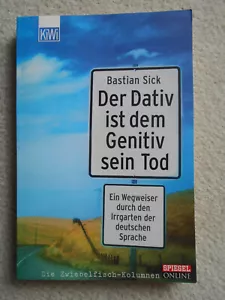 KiWi
Bastian Sick
Der Dativ
ist dem
Genitiv
sein Tod
Ein Wegweiser
durch den
Irrgarten der
deutschen
Sprache
Die Zwiebelfisch-Kolumnen
SPIEGEL
ONLINE